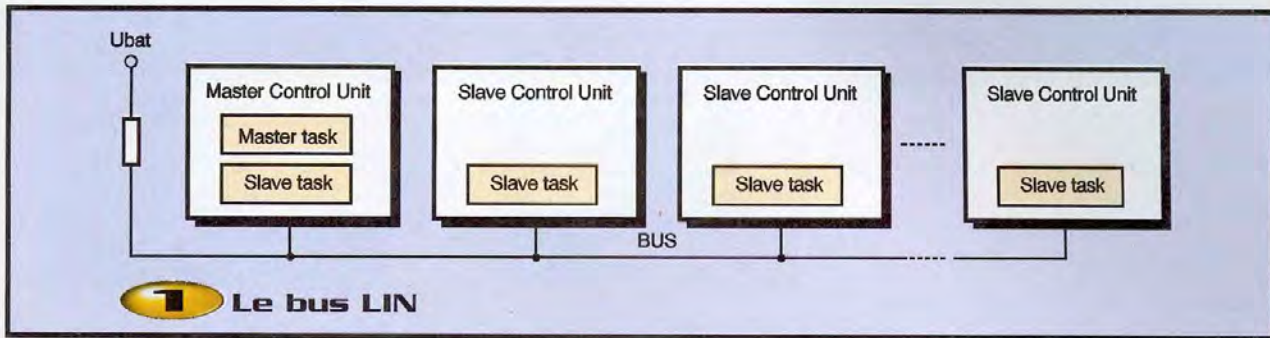 Ubat
Master Control Unit
Master task
Slave task
Slave Control Unit
Slave task
Slave Control Unit
Slave task
Slave Control Unit
Slave task
BUS
1 Le bus LIN